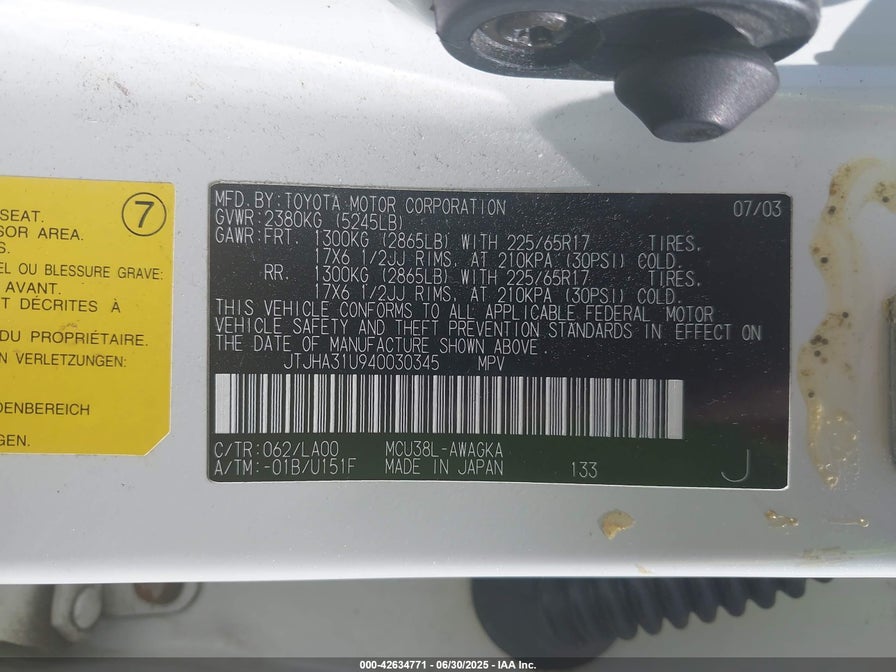 SEAT.
SOR AREA.
S.
EL OU BLESSURE GRAVE:
AVANT.
T DÉCRITES À
DU PROPRIÉTAIRE.
N VERLETZUNGEN:
DENBEREICH
EN.
7
MFD. BY: TOYOTA MOTOR CORPORATION 07/03
GVWR: 2380KG (5245LB)
GAWR: FRT. 1300KG (2865LB) WITH 225/65R17 TIRES.
17X6 1/2JJ RIMS, AT 210KPA (30PSI) COLD.
RR. 1300KG (2865LB) WITH 225/65R17 TIRES.
17X6 1/2JJ RIMS, AT 210KPA (30PSI) COLD.
THIS VEHICLE CONFORMS TO ALL APPLICABLE FEDERAL MOTOR
VEHICLE SAFETY AND THEFT PREVENTION STANDARDS IN EFFECT ON
THE DATE OF MANUFACTURE SHOWN ABOVE.
JTJHA31U940030345 MPV
C/TR: 062/LA00 MCU38L-AWAGKA
A/TM: -01B/U151F MADE IN JAPAN 133 J
000-42634771 - 06/30/2025 - IAA Inc.